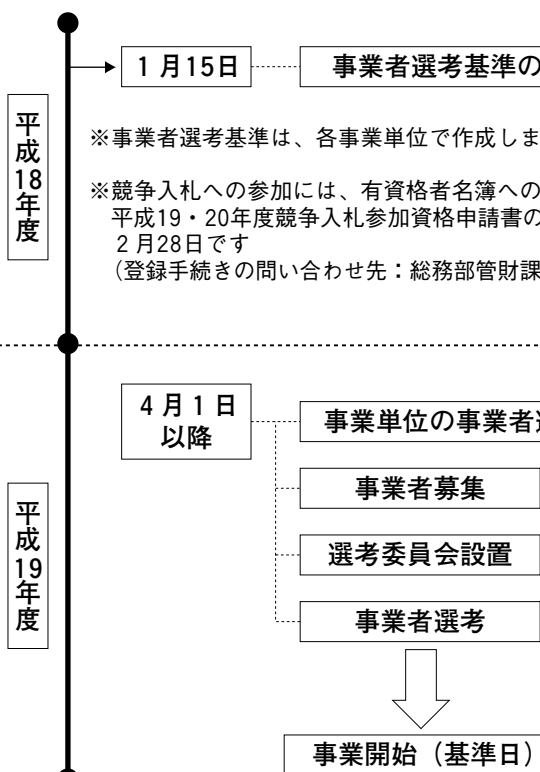 平成18年度
1月15日
事業者選考基準の
※事業者選考基準は、各事業単位で作成しま
※競争入札への参加には、有資格者名簿への
平成19・20年度競争入札参加資格申請書の
2月28日です
（登録手続きの問い合わせ先：総務部管財課
平成19年度
4月1日
以降
事業単位の事業者
事業者募集
選考委員会設置
事業者選考
事業開始（基準日）